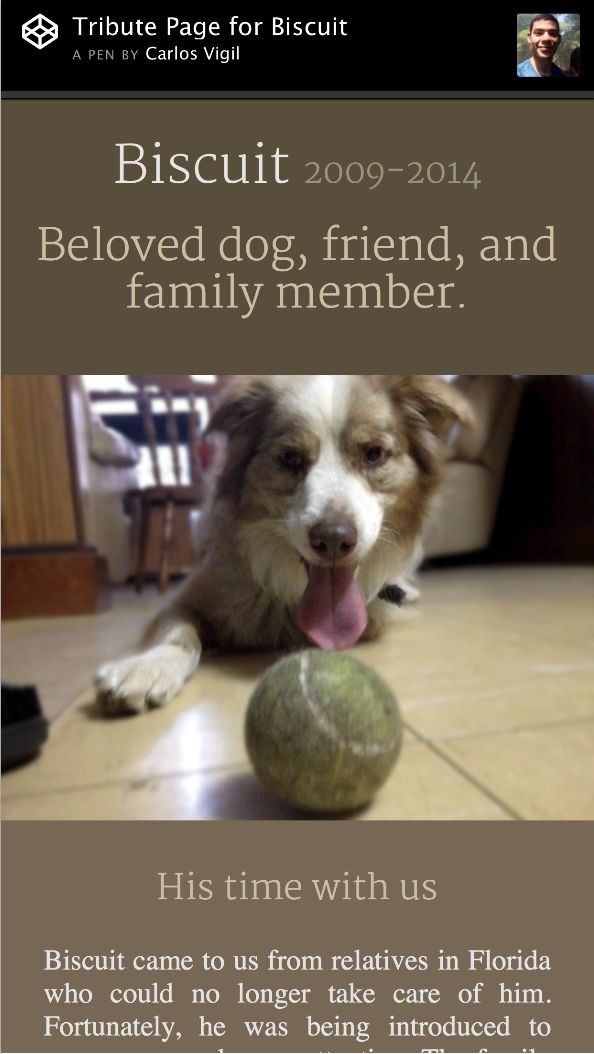 Tribute Page for Biscuit
A PEN BY Carlos Vigil
Biscuit 2009-2014
Beloved dog, friend, and
family member.
His time with us
Biscuit came to us from relatives in Florida
who could no longer take care of him.
Fortunately, he was being introduced to